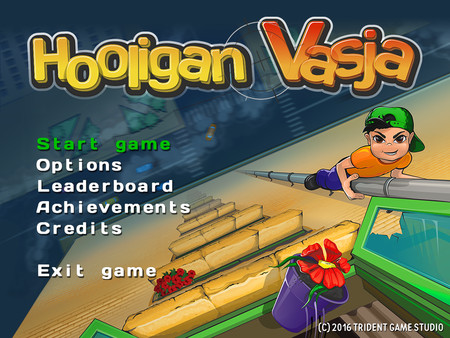 Hooligan Vasja
Start game
Options
Leaderboard
Achievements
Credits
Exit game
(C) 2016 TRIDENT GAME STUDIO